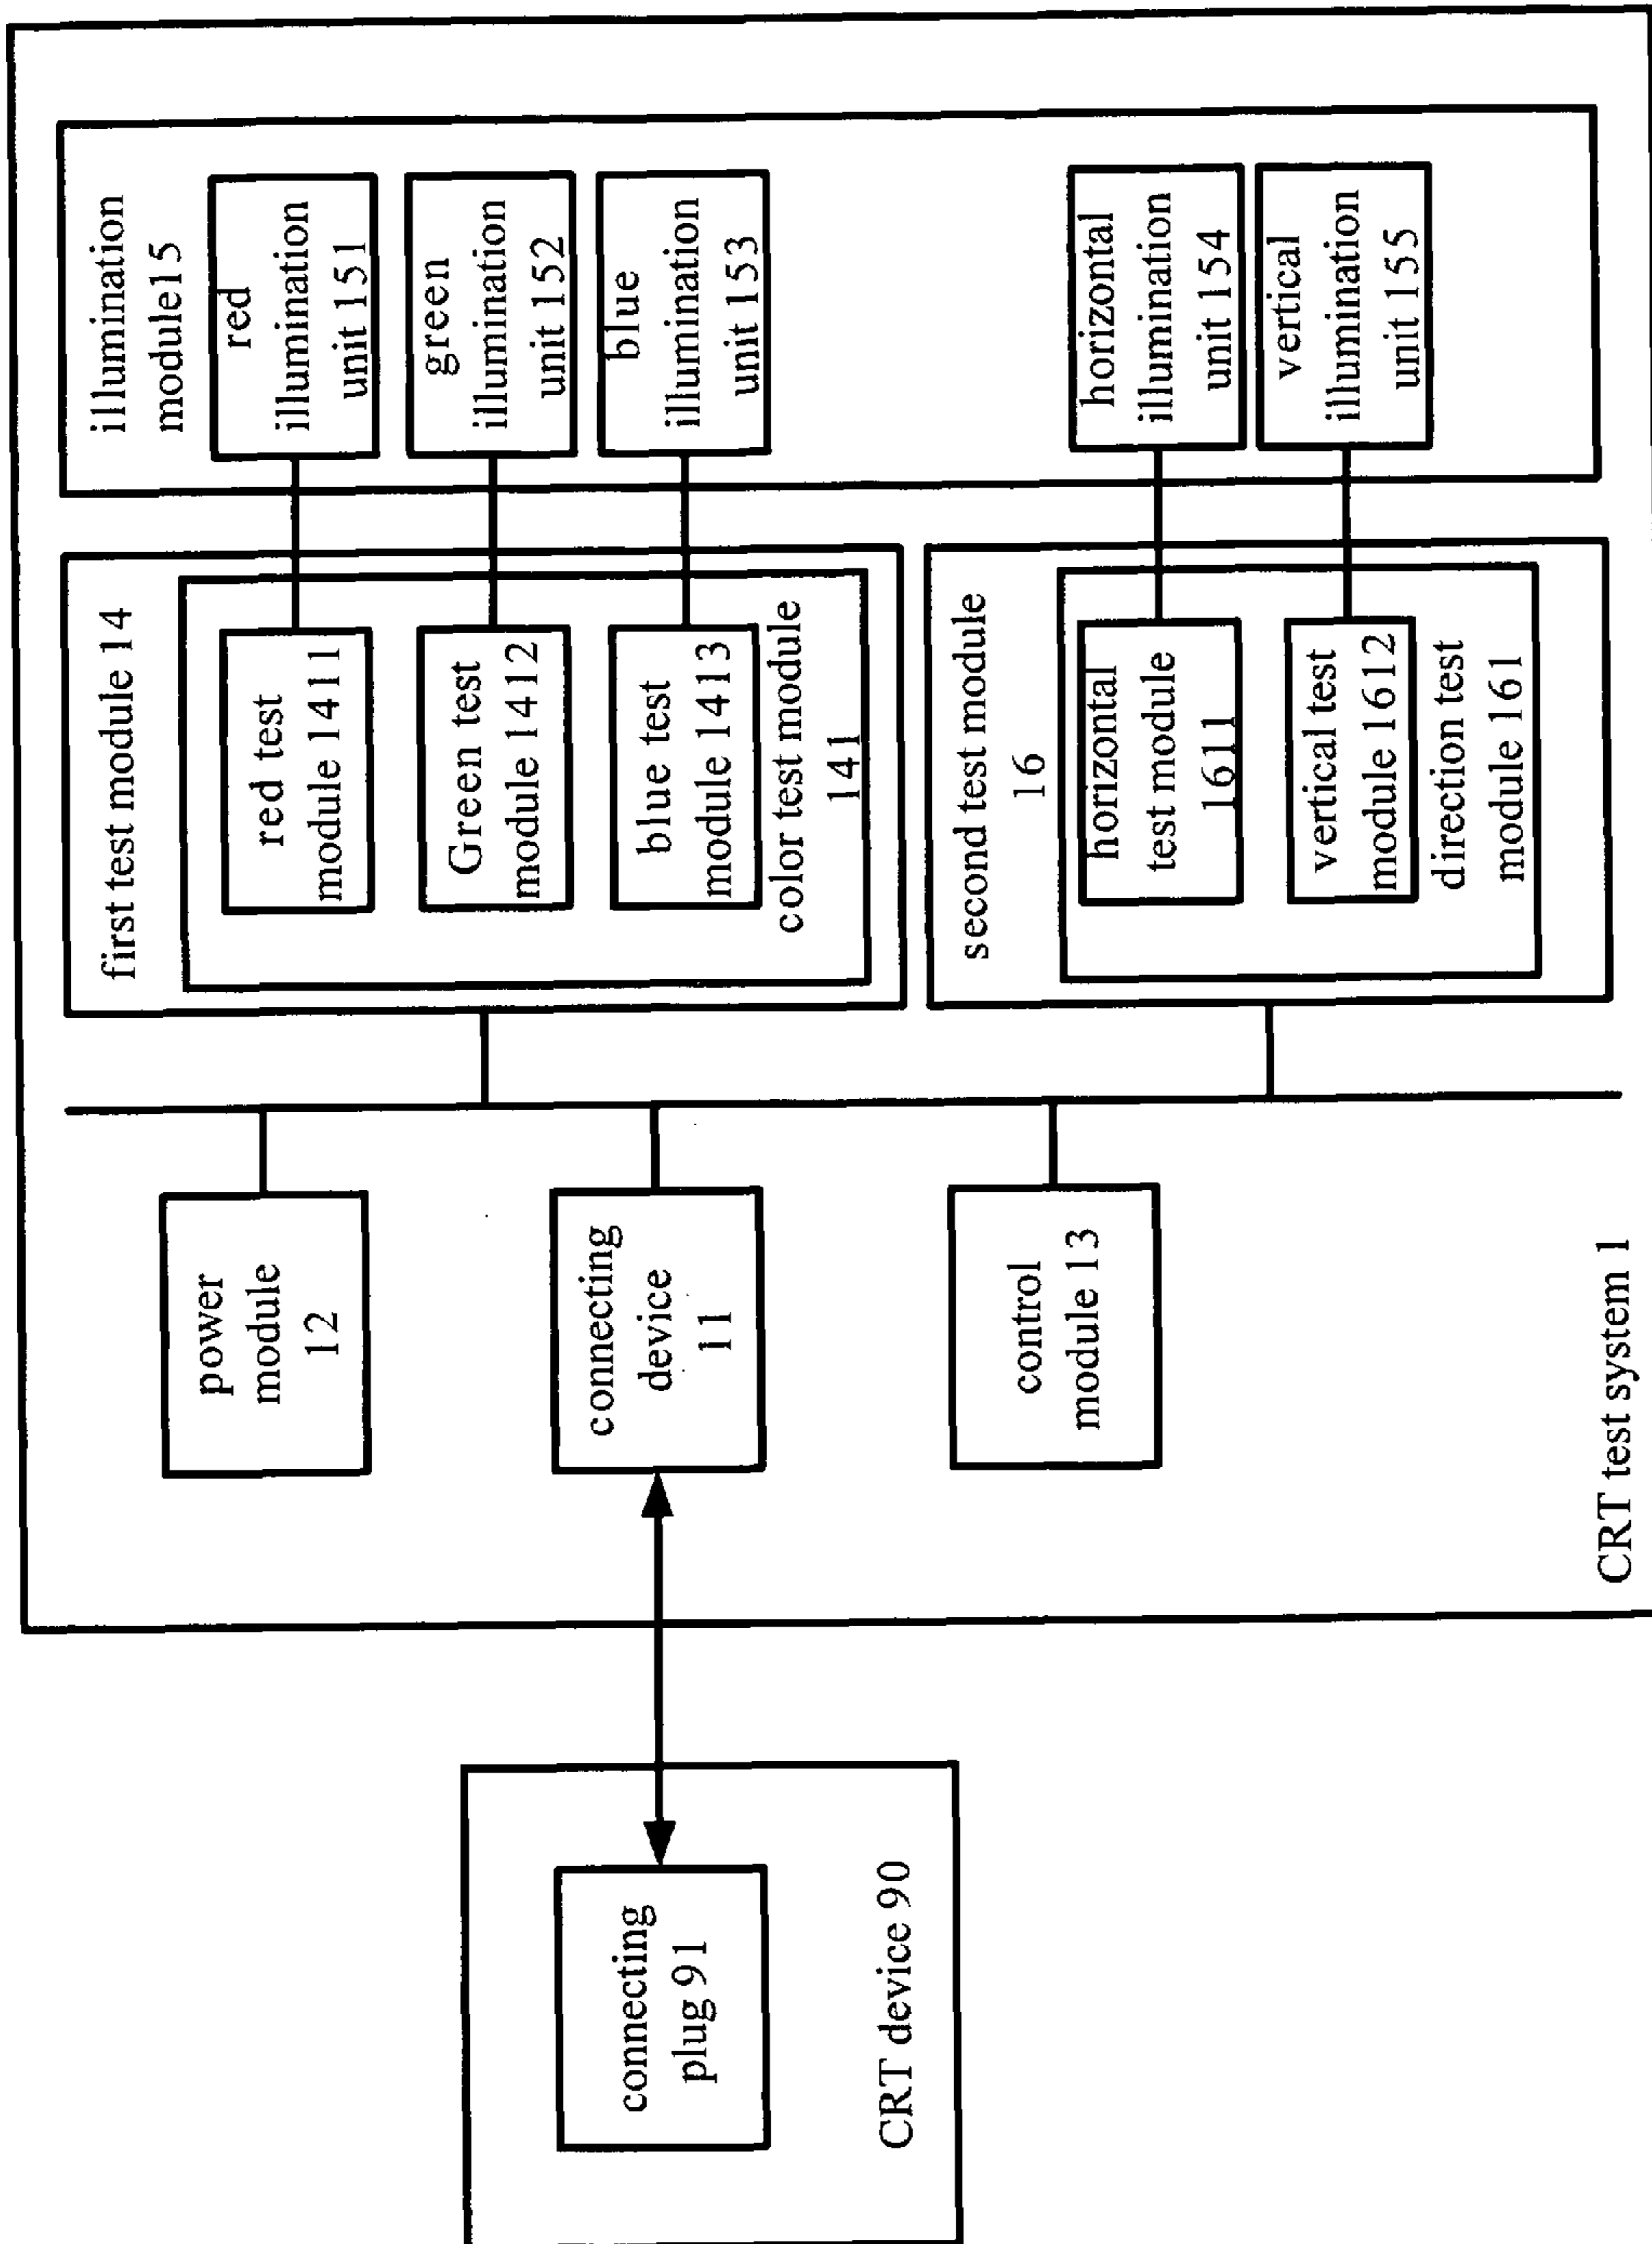 connecting
plug 91
CRT device 90
power
module
12
connecting
device
11
control
module 13
CRT test system 1
first test module 14
red test
module 1411
Green test
module 1412
blue test
module 1413
color test module
141
second test module
16
horizontal
test module
1611
vertical test
module 1612
direction test
module 161
illumination
module15
red
illumination
unit 151
green
illumination
unit 152
blue
illumination
unit 153
horizontal
illumination
unit 154
vertical
illumination
unit 155